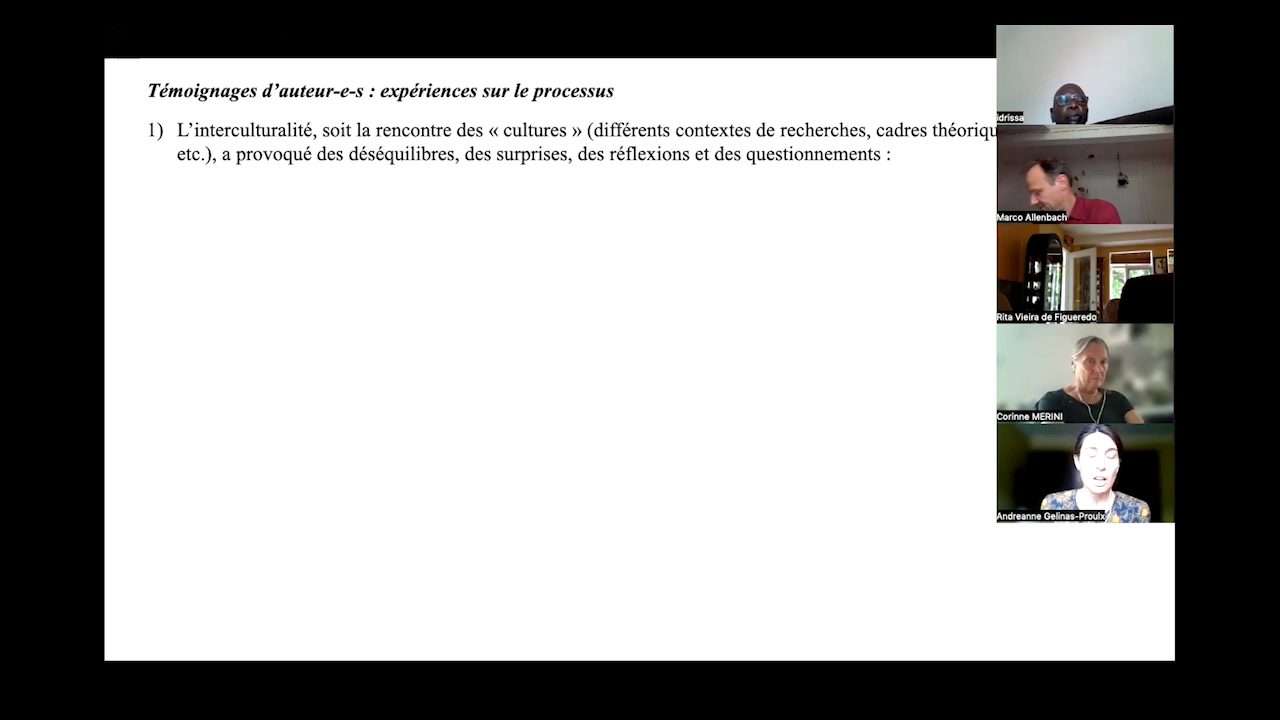 Témoignages d’auteur-e-s : expériences sur le processus
1) L’interculturalité, soit la rencontre des « cultures » (différents contextes de recherches, cadres
etc.), a provoqué des déséquilibres, des surprises, des réflexions et des questionnements :
idrissa
Marco Allenbach
Rita Vieira de Figueredo
Corinne MERINI
Andreanne Gelinas-Proulx